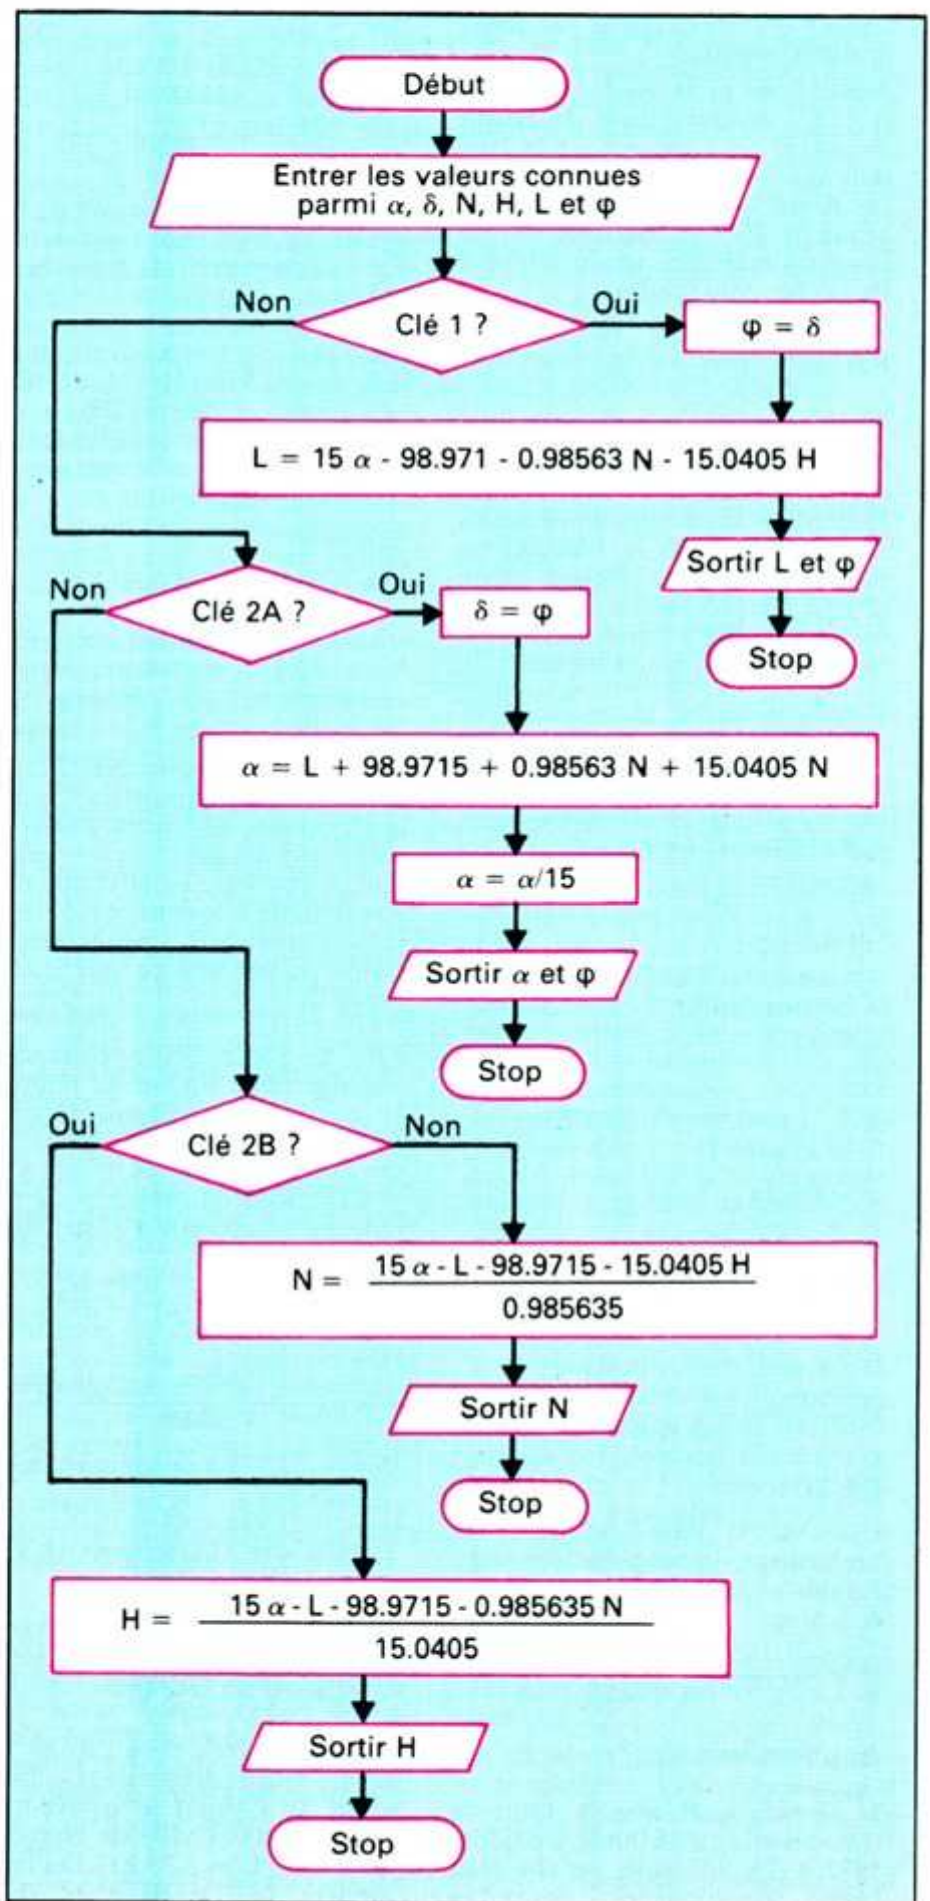 Début
Entrer les valeurs connues
parmi α, δ, N, H, L et φ
Non
Clé 1 ?
Oui
φ = δ
L = 15 α - 98.971 - 0.98563 N - 15.0405 H
Sortir L et φ
Stop
Non
Clé 2A ?
Oui
δ = φ
α = L + 98.9715 + 0.98563 N + 15.0405 N
α = α/15
Sortir α et φ
Stop
Oui
Clé 2B ?
Non
N = 15 α - L - 98.9715 - 15.0405 H
0.985635
Sortir N
Stop
H = 15 α - L - 98.9715 - 0.985635 N
15.0405
Sortir H
Stop